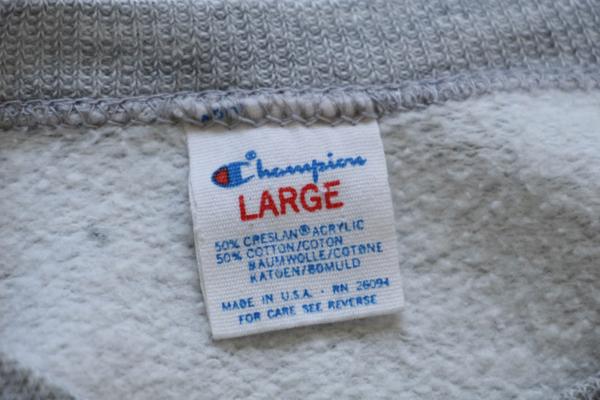 Champion
LARGE
50% CRESLAN® ACRYLIC
50% COTTON/COTON
BAUMWOLLE/COTONE
KATOEN/BOMULD
MADE IN U.S.A. · RN 26094
FOR CARE SEE REVERSE